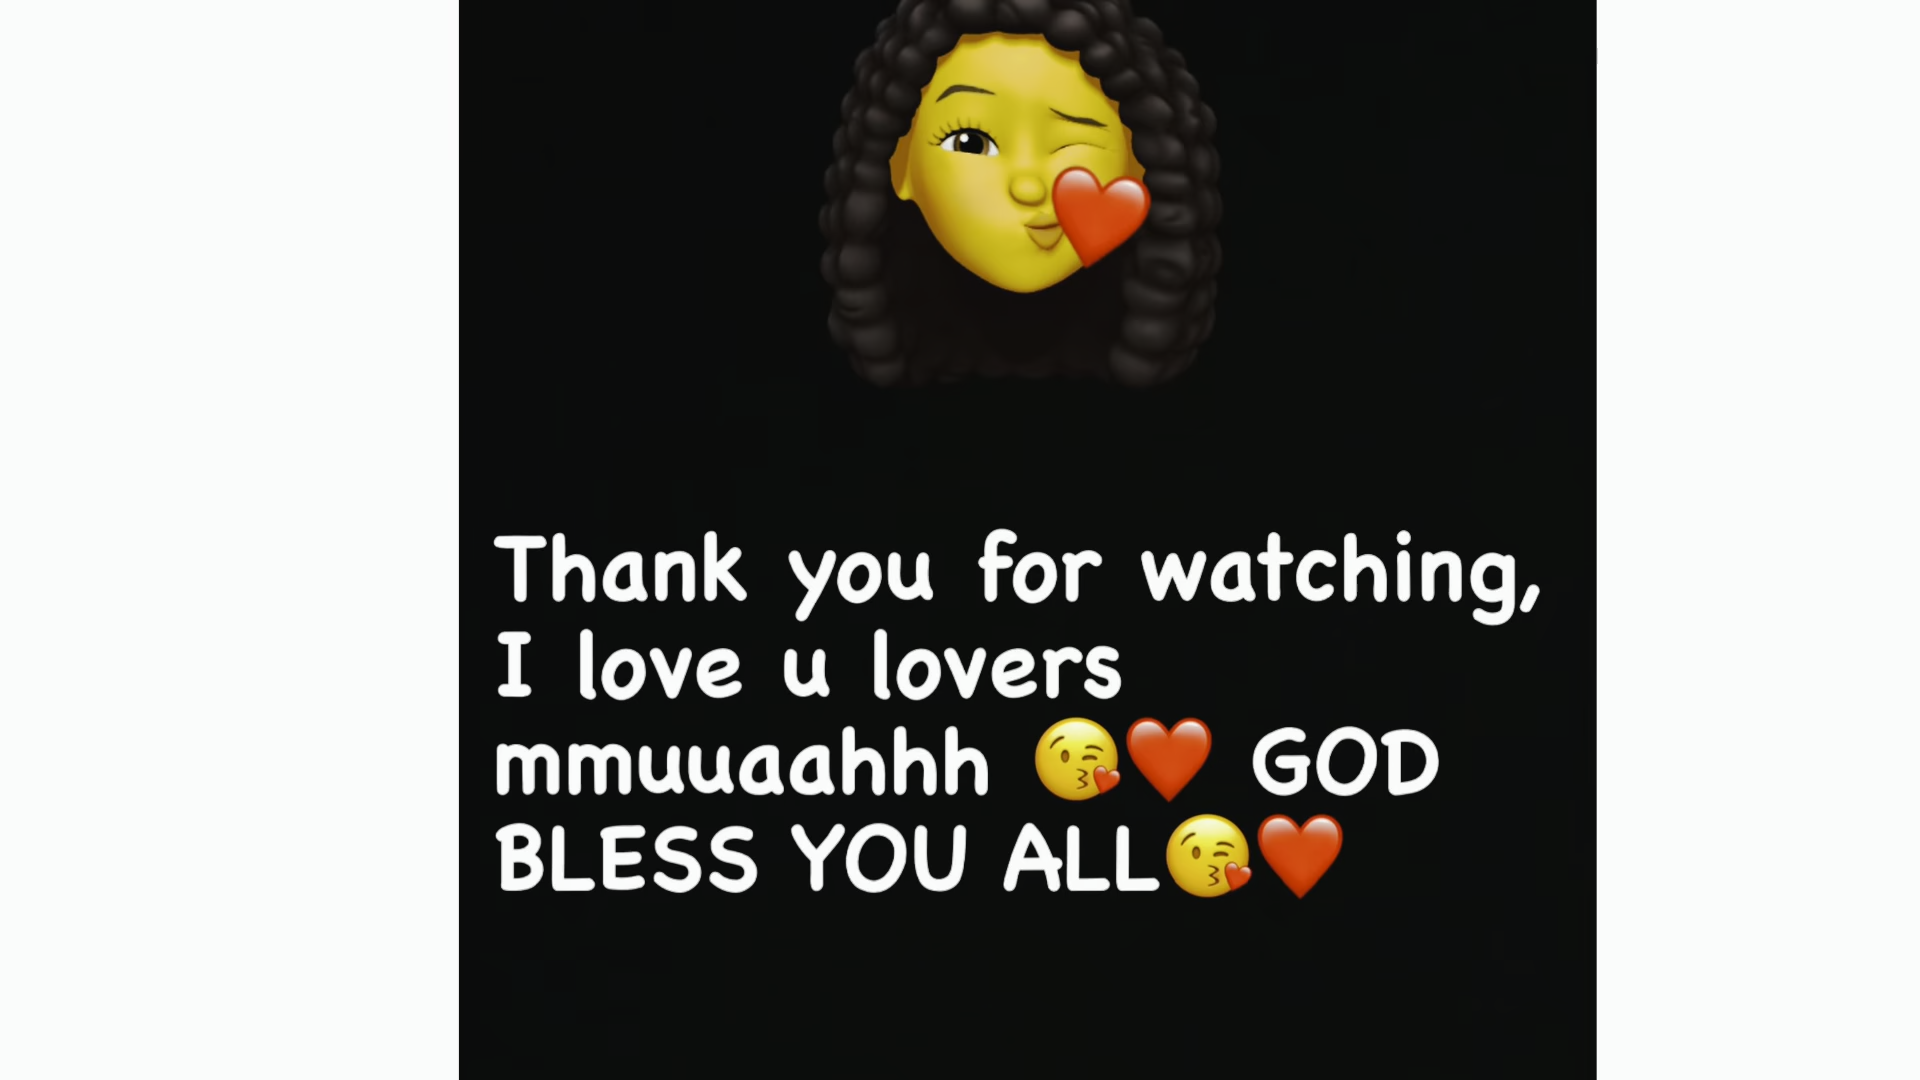 Thank you for watching,
I love u lovers
mmuuaahhh 😘❤️ GOD
BLESS YOU ALL😘❤️